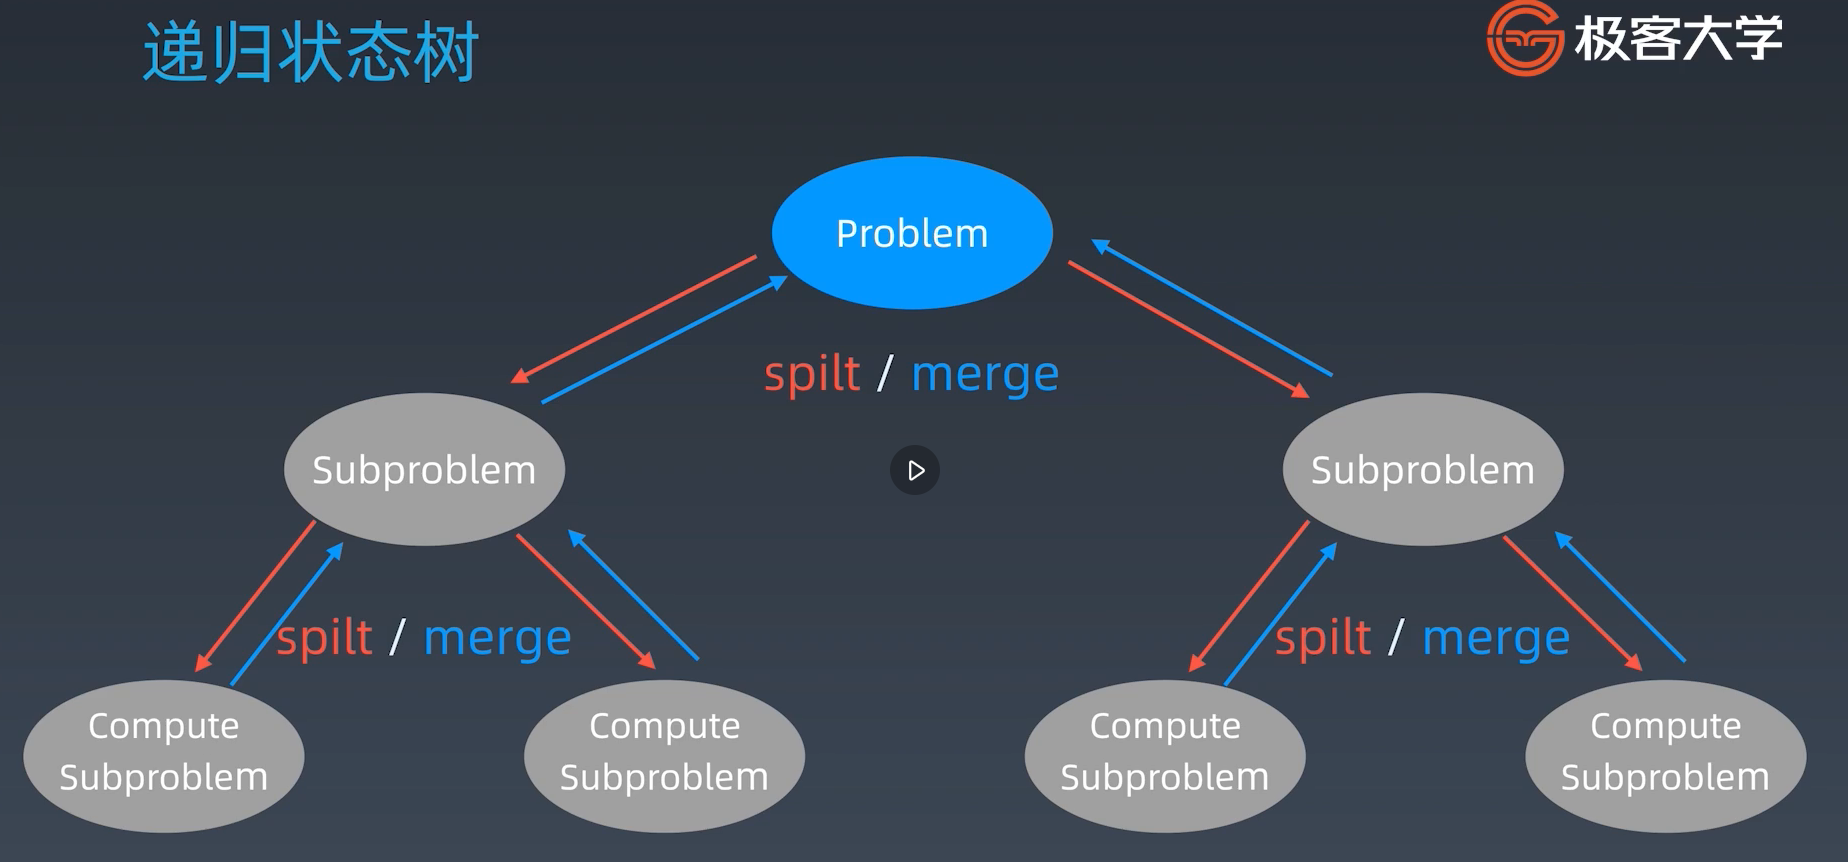 递归状态树
极客大学
Problem
spilt / merge
Subproblem
Subproblem
spilt / merge
spilt / merge
Compute
Subproblem
Compute
Subproblem
Compute
Subproblem
Compute
Subproblem